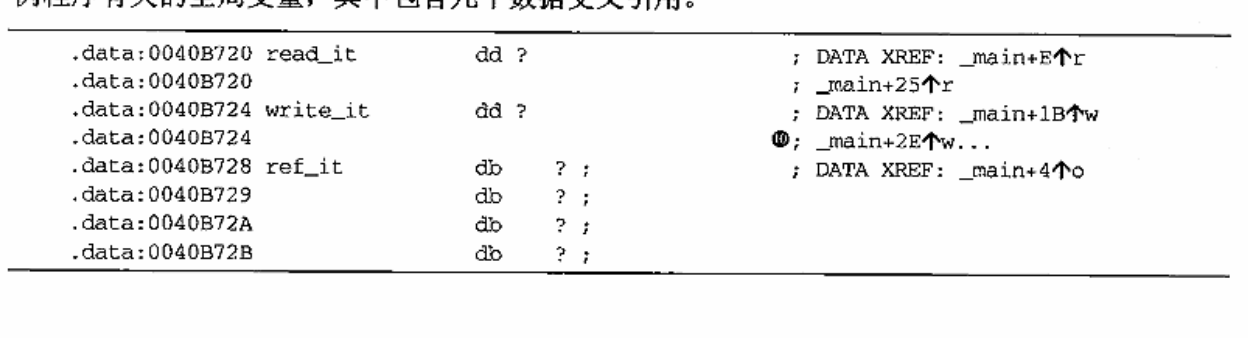 例程序有关的全局变量，其中包含几个数据交叉引用。
.data:0040B720 read_it dd ? ; DATA XREF: _main+E↑r
.data:0040B720 ; _main+25↑r
.data:0040B724 write_it dd ? ; DATA XREF: _main+1B↑w
.data:0040B724 ; _main+2E↑w...
.data:0040B728 ref_it db ? ; ; DATA XREF: _main+4↑o
.data:0040B729 db ? ;
.data:0040B72A db ? ;
.data:0040B72B db ? ;